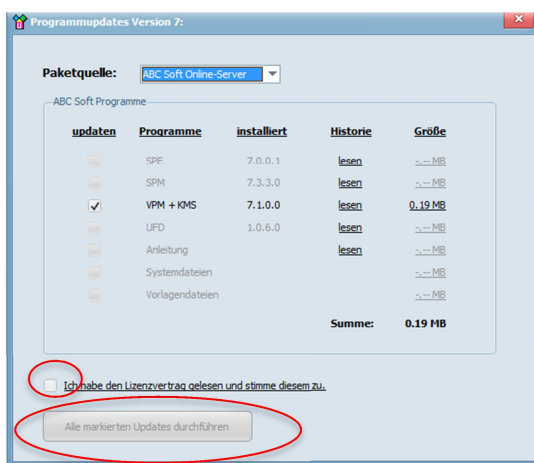 Programmupdates Version 7:
Paketquelle: ABC Soft Online-Server
ABC Soft Programme
updaten Programme installiert Historie Größe
SPE 7.0.0.1 lesen -,-- MB
SPM 7.3.3.0 lesen -,-- MB
VPM + KMS 7.1.0.0 lesen 0.19 MB
UFD 1.0.6.0 lesen -,-- MB
Anleitung lesen -,-- MB
Systemdateien -,-- MB
Vorlagendateien -,-- MB
Summe: 0.19 MB
Ich habe den Lizenzvertrag gelesen und stimme diesem zu.
Alle markierten Updates durchführen